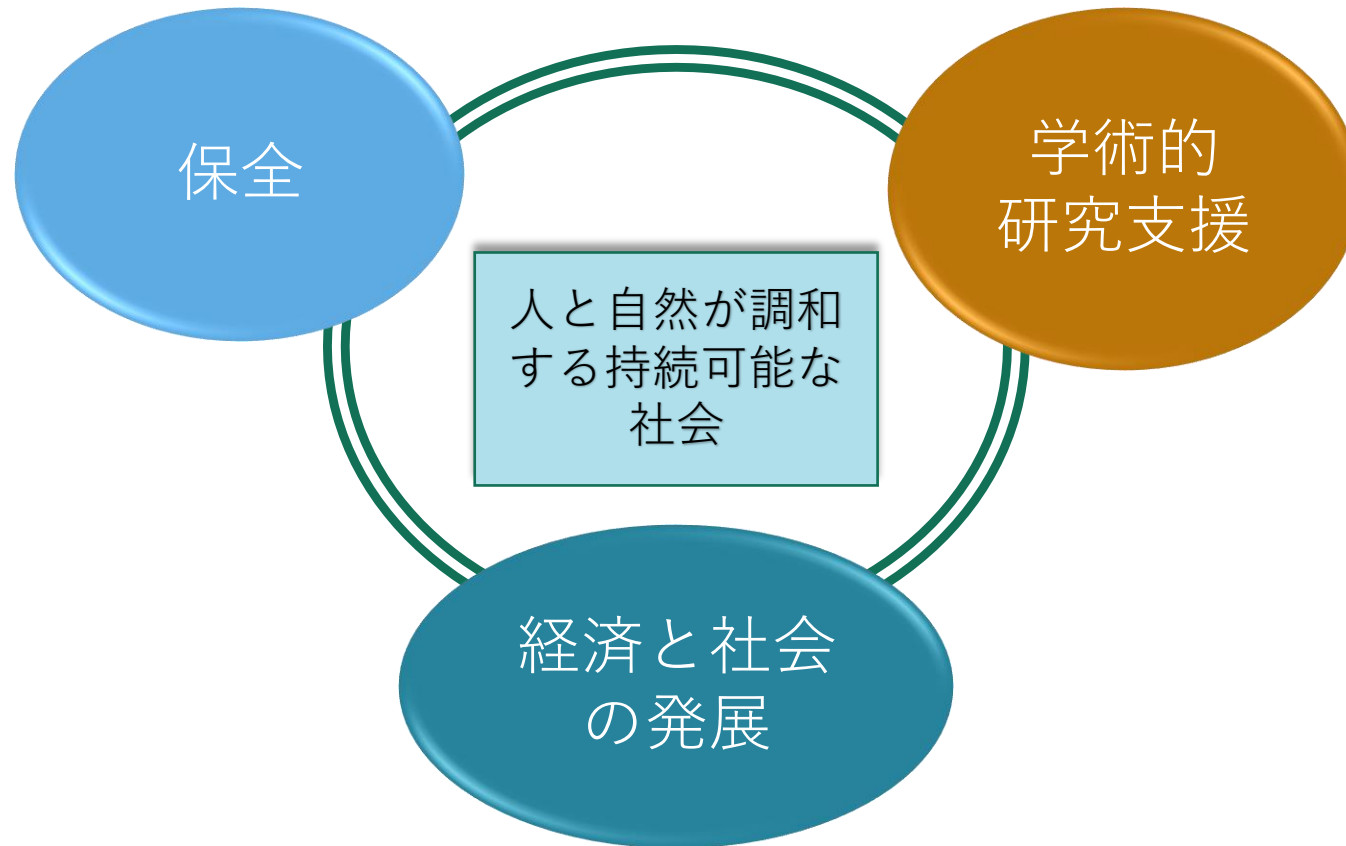 保全
学術的
研究支援
人と自然が調和
する持続可能な
社会
経済と社会
の発展